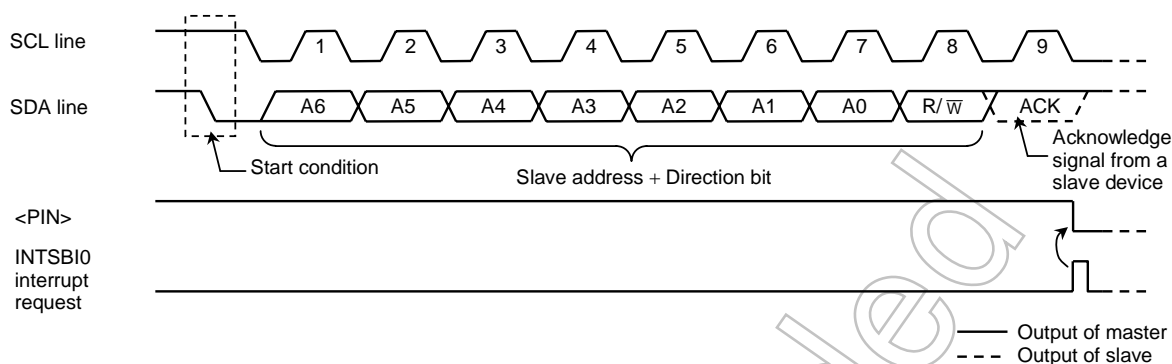 SCL line
1 2 3 4 5 6 7 8 9
SDA line
A6 A5 A4 A3 A2 A1 A0 R/W̅ ACK
Start condition
Slave address + Direction bit
Acknowledge
signal from a
slave device
<PIN>
INTSBI0
interrupt
request
Output of master
Output of slave